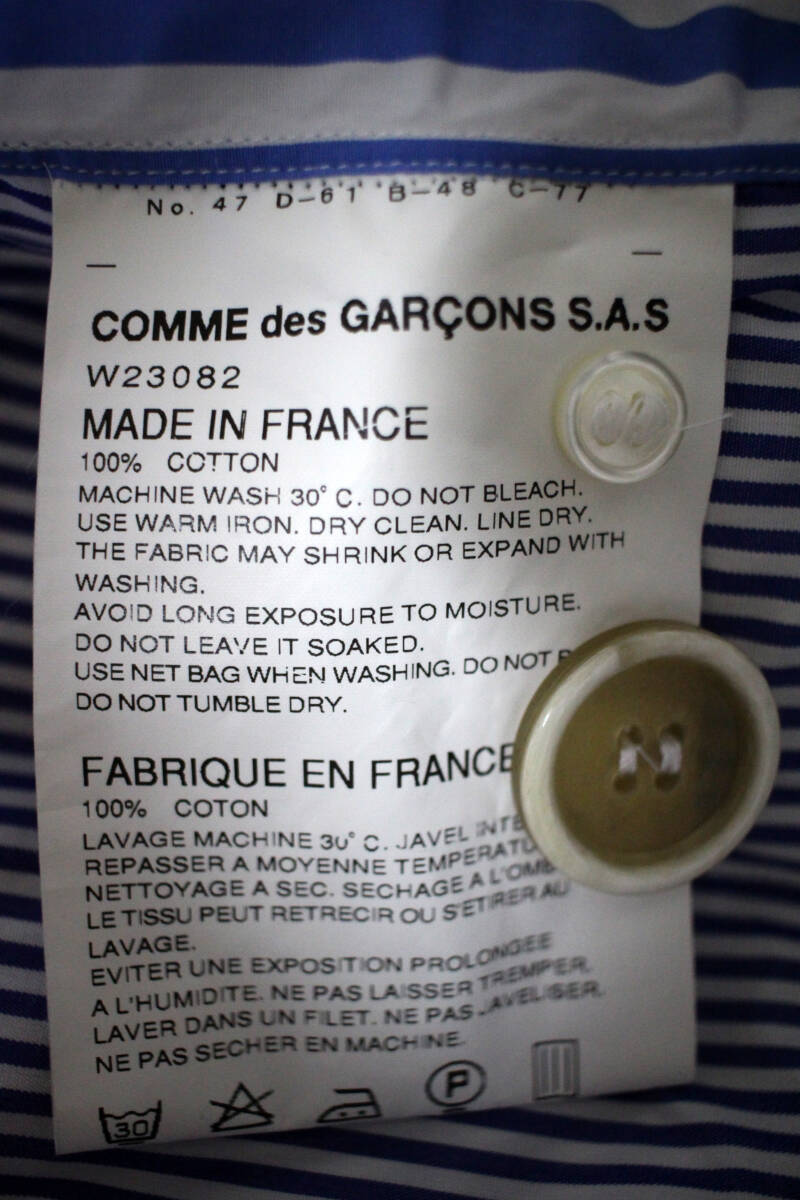 No. 47 D-61 B-48 C-77
COMME des GARÇONS S.A.S
W23082
MADE IN FRANCE
100% COTTON
MACHINE WASH 30° C. DO NOT BLEACH.
USE WARM IRON. DRY CLEAN. LINE DRY.
THE FABRIC MAY SHRINK OR EXPAND WITH
WASHING.
AVOID LONG EXPOSURE TO MOISTURE.
DO NOT LEAVE IT SOAKED.
USE NET BAG WHEN WASHING. DO NOT
DO NOT TUMBLE DRY.
FABRIQUE EN FRANCE
100% COTON
LAVAGE MACHINE 30° C. JAVEL
REPASSER A MOYENNE
NETTOYAGE A SEC. SECHAGE A
LE TISSU PEUT RETRECIR OU S'ETIRER AU
LAVAGE.
EVITER UNE EXPOSITION PROLONGEE
A L'HUMIDITE. NE PAS LAISSER TREMPER.
LAVER DANS UN FILET. NE PAS JAVELISER.
NE PAS SECHER EN MACHINE.
30 P